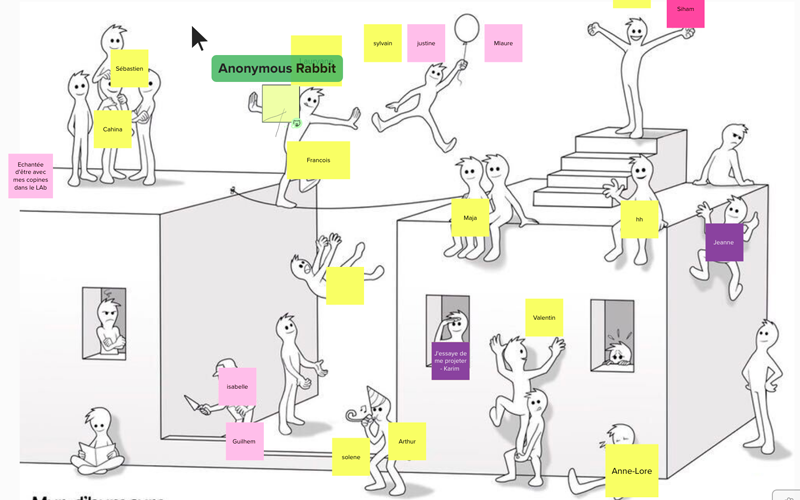 Siham
sylvain
justine
Mlaure
Sébastien
Anonymous Rabbit
Cahina
Francois
Echantée
d'être avec
mes copines
dans le LAb
Maja
hh
Jeanne
Valentin
J'essaye de
me projeter
- Karim
isabelle
Guilhem
Arthur
solene
Anne-Lore